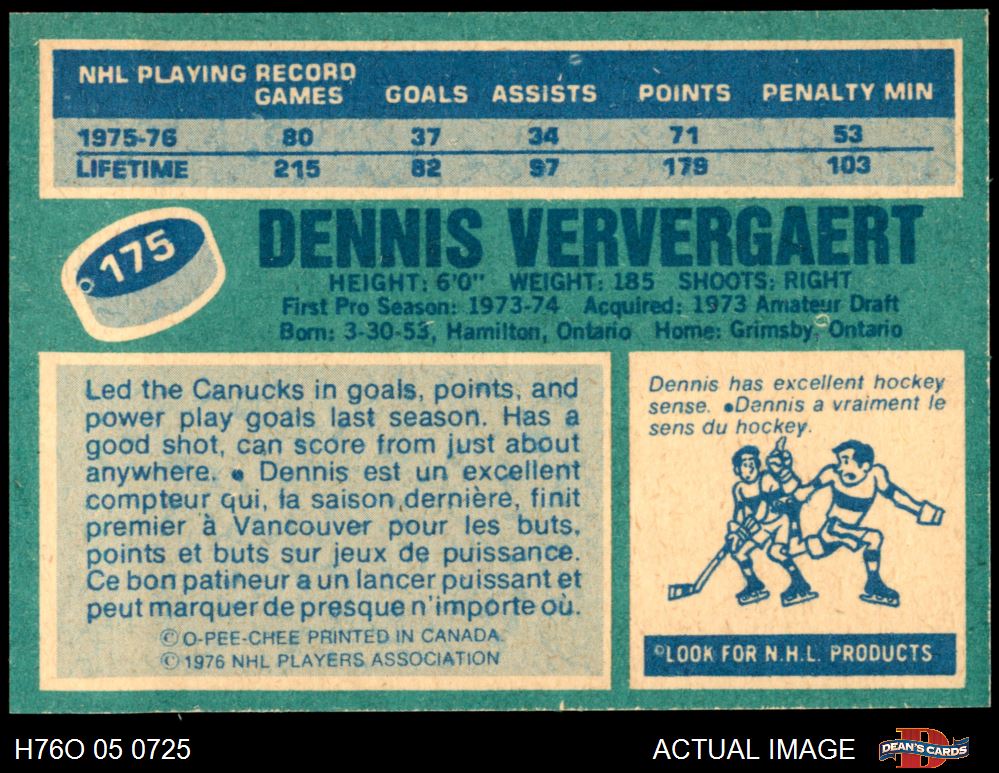 NHL PLAYING RECORD
GAMES GOALS ASSISTS POINTS PENALTY MIN
1975-76 80 37 34 71 53
LIFETIME 215 82 97 179 103
175
DENNIS VERVERGAERT
HEIGHT: 6'0" WEIGHT: 185 SHOOTS: RIGHT
First Pro Season: 1973-74 Acquired: 1973 Amateur Draft
Born: 3-30-53, Hamilton, Ontario Home: Grimsby, Ontario
Led the Canucks in goals, points, and
power play goals last season. Has a
good shot, can score from just about
anywhere. • Dennis est un excellent
compteur qui, la saison dernière, finit
premier à Vancouver pour les buts,
points et buts sur jeux de puissance.
Ce bon patineur a un lancer puissant et
peut marquer de presque n'importe où.
© O-PEE-CHEE PRINTED IN CANADA.
© 1976 NHL PLAYERS ASSOCIATION
Dennis has excellent hockey
sense. •Dennis a vraiment le
sens du hockey.
©LOOK FOR N.H.L. PRODUCTS
H76O 05 0725
ACTUAL IMAGE
DEAN'S CARDS